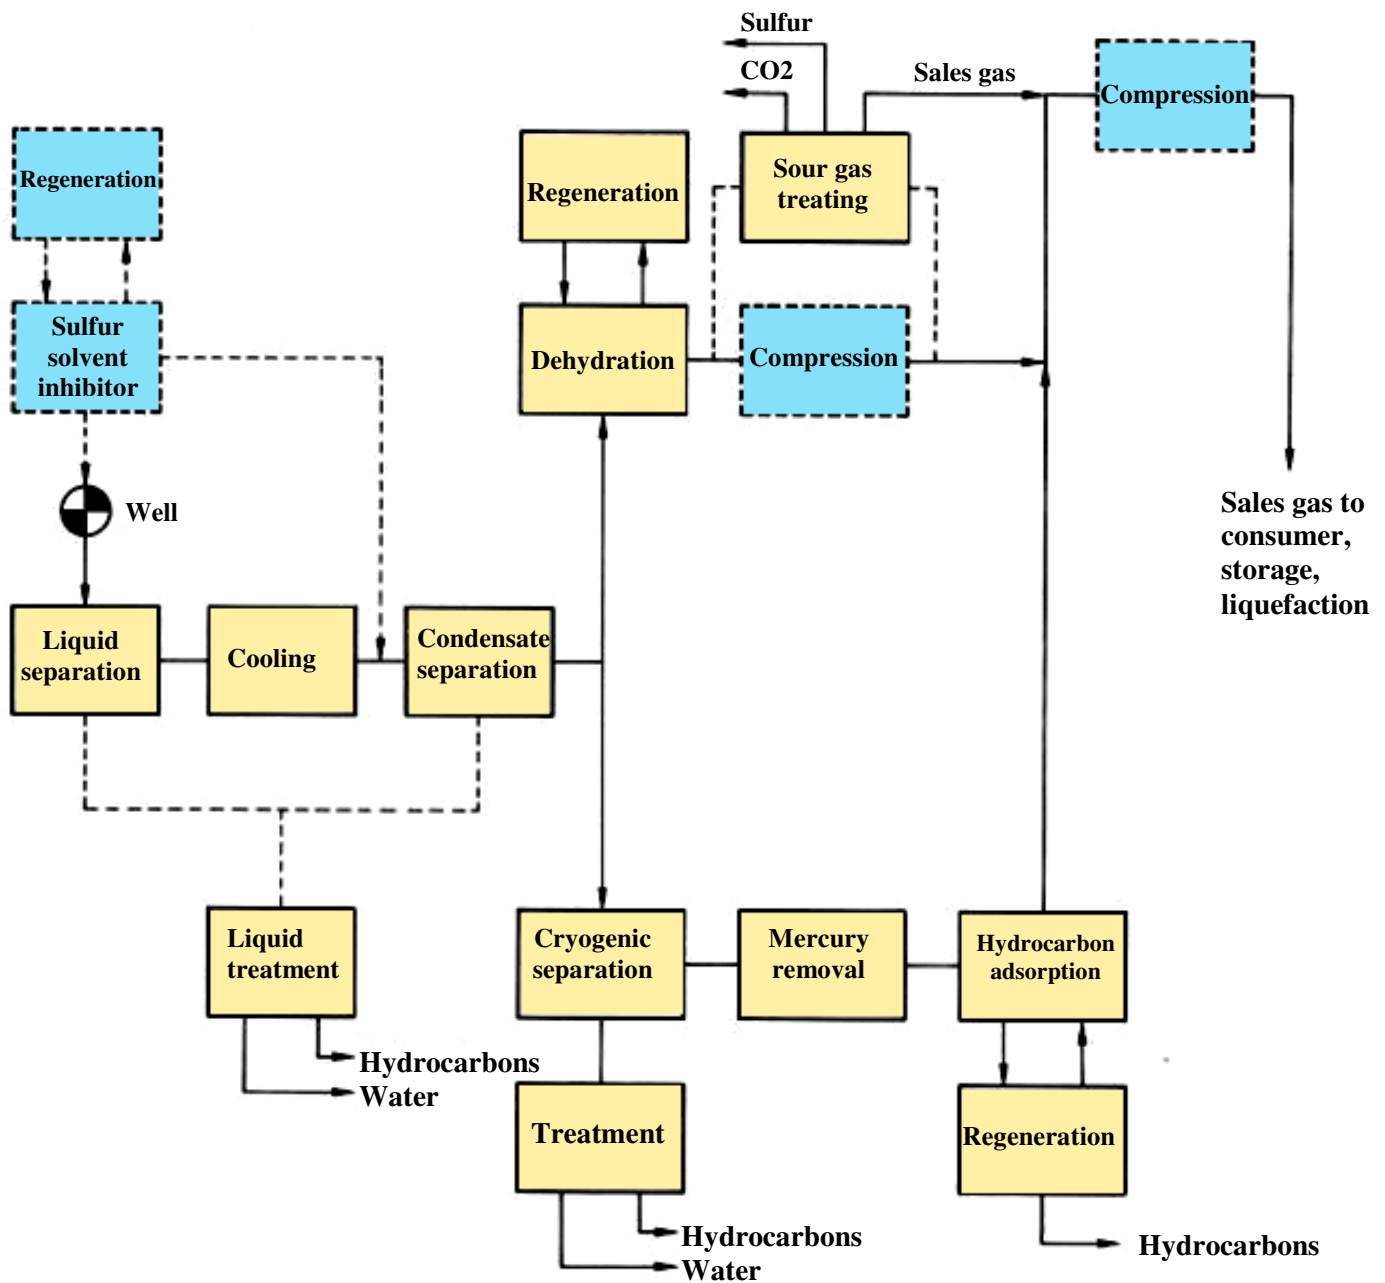 Sulfur
CO2
Sales gas
Compression
Regeneration
Regeneration
Sour gas
treating
Sulfur
solvent
inhibitor
Dehydration
Compression
Well
Sales gas to
consumer,
storage,
liquefaction
Liquid
separation
Cooling
Condensate
separation
Liquid
treatment
Cryogenic
separation
Mercury
removal
Hydrocarbon
adsorption
Hydrocarbons
Water
Treatment
Regeneration
Hydrocarbons
Water
Hydrocarbons